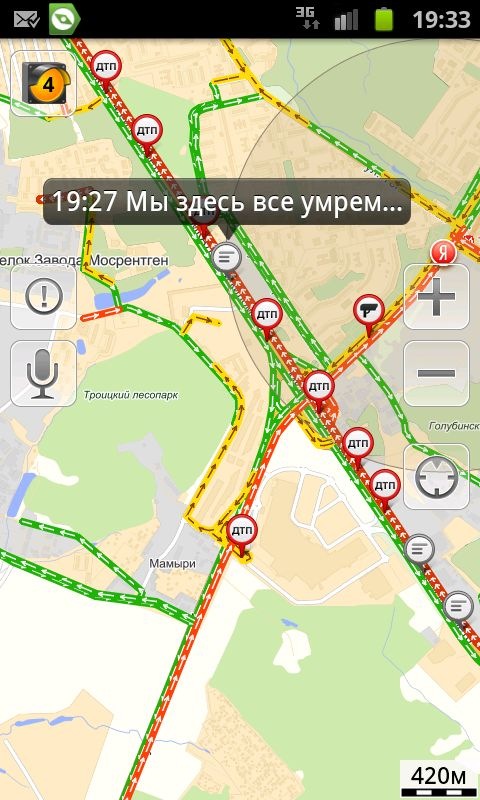 3G
19:33
4
ДТП
ДТП
19:27 Мы здесь все умрем...
елок Завода Мосрентген
Я
ДТП
ДТП
Троицкий лесопарк
Голубинск
ДТП
ДТП
ДТП
Мамыри
420м